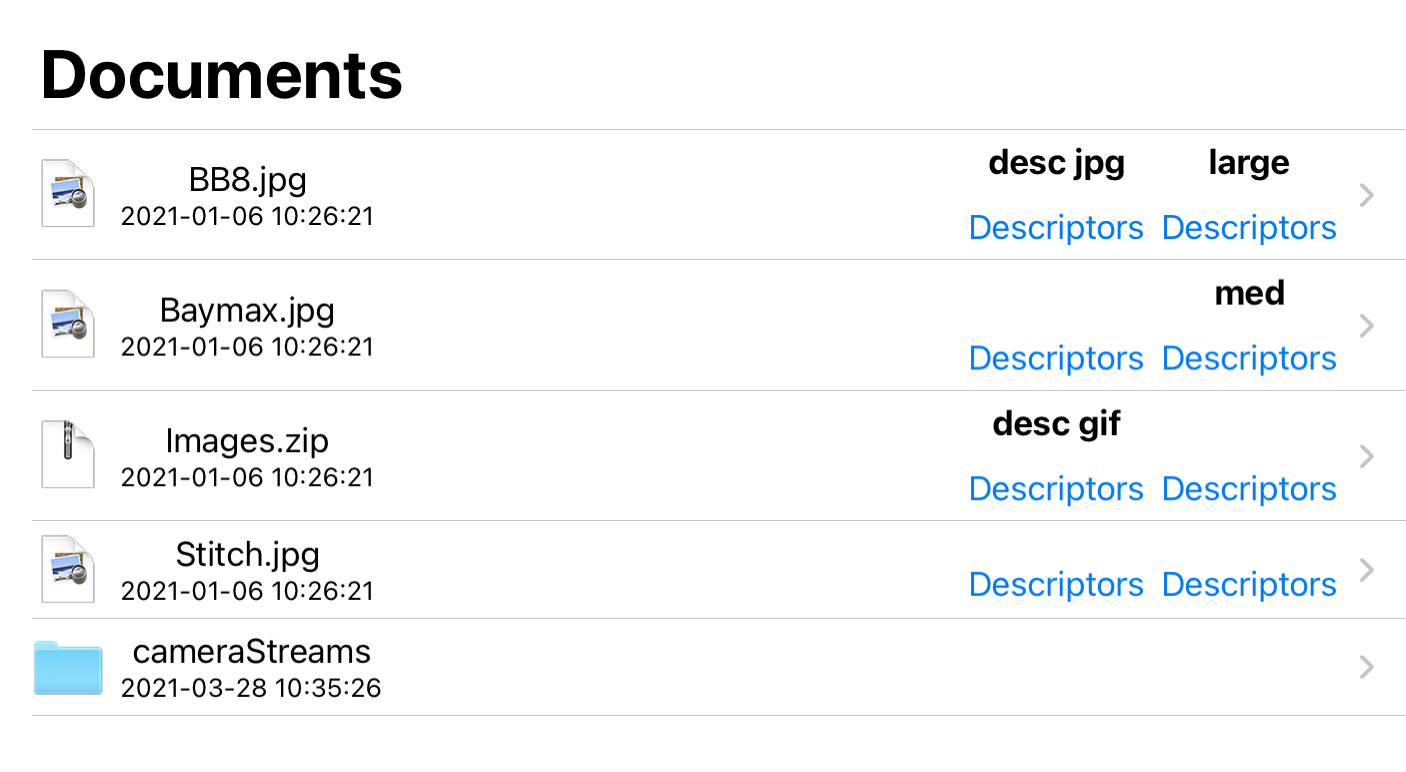 Documents
desc jpg large
BB8.jpg
2021-01-06 10:26:21
Descriptors Descriptors
med
Baymax.jpg
2021-01-06 10:26:21
Descriptors Descriptors
desc gif
Images.zip
2021-01-06 10:26:21
Descriptors Descriptors
Stitch.jpg
2021-01-06 10:26:21
Descriptors Descriptors
cameraStreams
2021-03-28 10:35:26